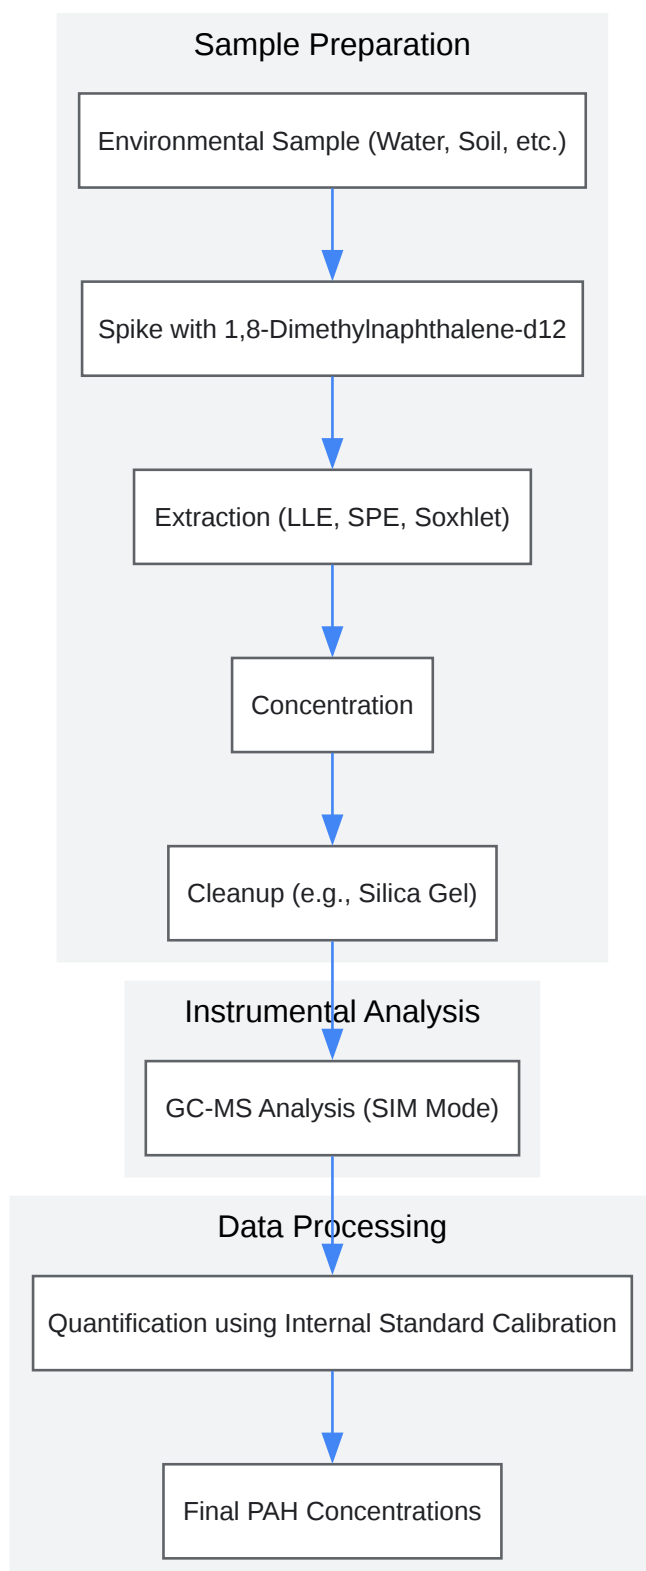 Sample Preparation
Environmental Sample (Water, Soil, etc.)
Spike with 1,8-Dimethylnaphthalene-d12
Extraction (LLE, SPE, Soxhlet)
Concentration
Cleanup (e.g., Silica Gel)
Instrumental Analysis
GC-MS Analysis (SIM Mode)
Data Processing
Quantification using Internal Standard Calibration
Final PAH Concentrations